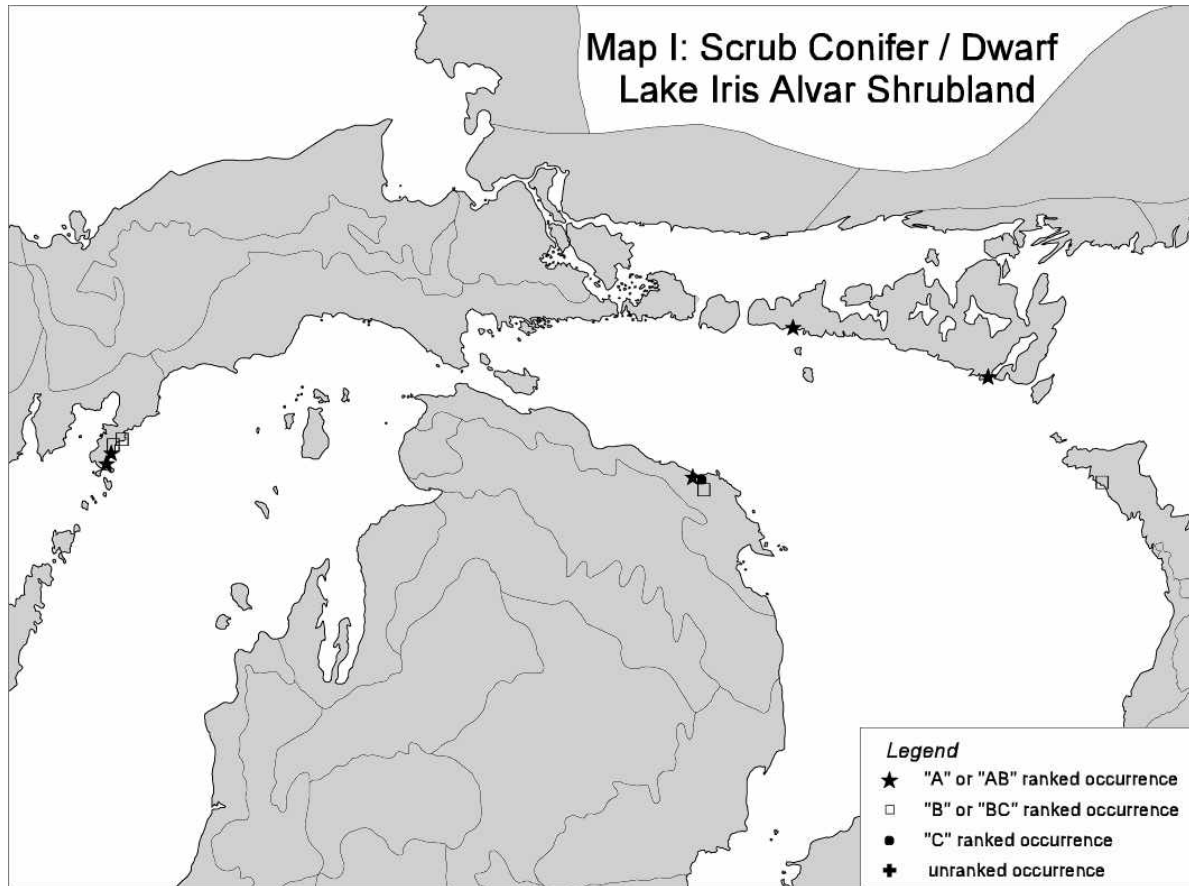 Map I: Scrub Conifer / Dwarf
Lake Iris Alvar Shrubland
Legend
"A" or "AB" ranked occurrence
"B" or "BC" ranked occurrence
"C" ranked occurrence
unranked occurrence